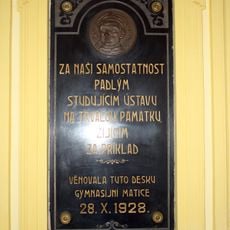 ZA NAŠI SAMOSTATNOST
PADLÝM
STUDUJÍCÍM ÚSTAVU
NA TRVALOU PAMÁTKU,
ŽIJÍCÍM
ZA PŘÍKLAD
VĚNOVALA TUTO DESKU
GYMNASIJNÍ MATICE
28. X. 1928.